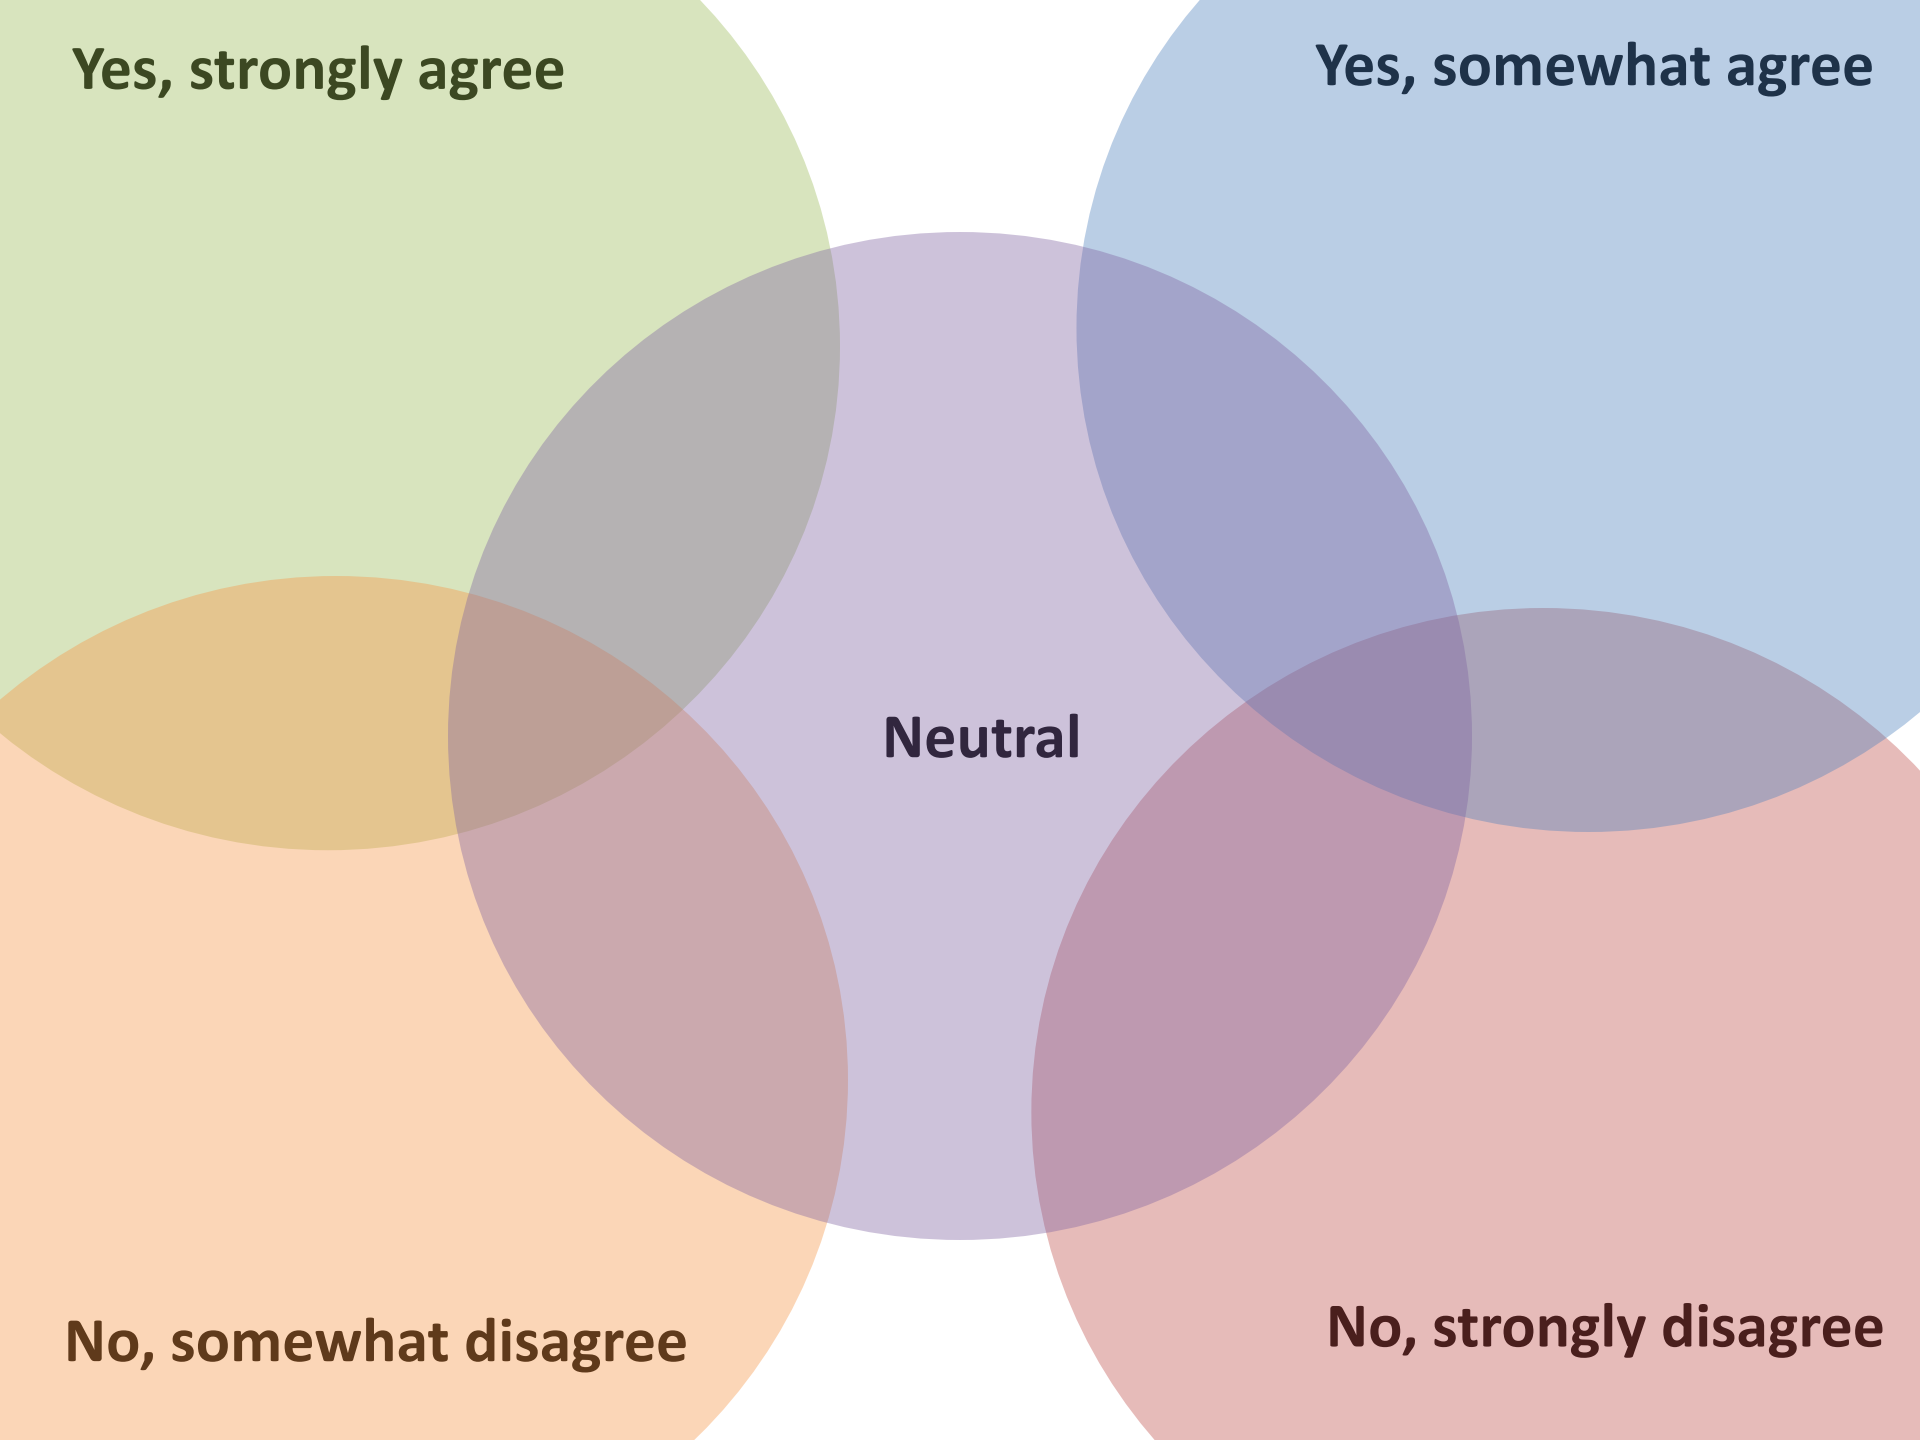 Yes, strongly agree
Yes, somewhat agree
Neutral
No, somewhat disagree
No, strongly disagree